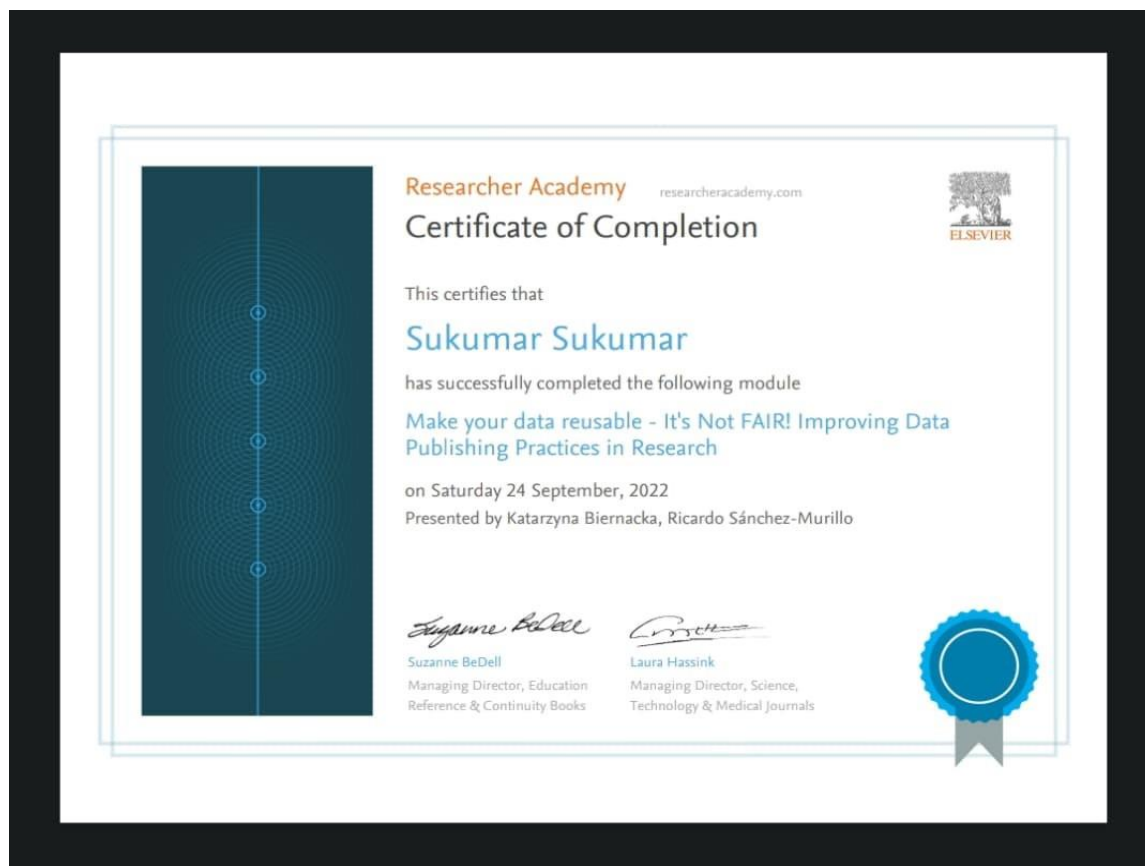 Researcher Academy researcheracademy.com
Certificate of Completion
ELSEVIER
This certifies that
Sukumar Sukumar
has successfully completed the following module
Make your data reusable - It's Not FAIR! Improving Data
Publishing Practices in Research
on Saturday 24 September, 2022
Presented by Katarzyna Biernacka, Ricardo Sánchez-Murillo
Suzanne BeDell
Suzanne BeDell
Managing Director, Education
Reference & Continuity Books
Laura Hassink
Managing Director, Science,
Technology & Medical Journals